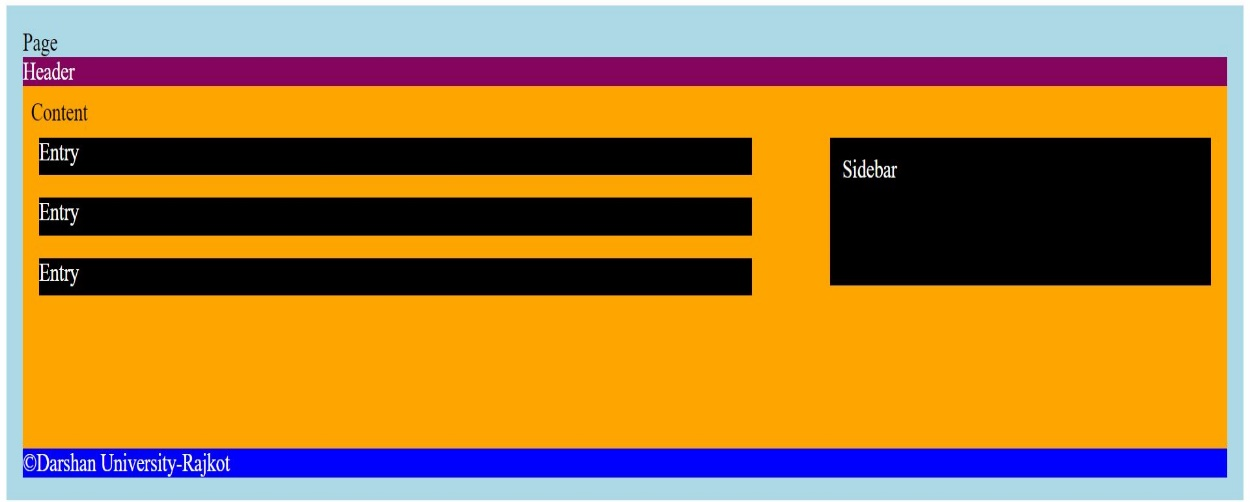 Page
Header
Content
Entry
Entry
Entry
Sidebar
©Darshan University-Rajkot